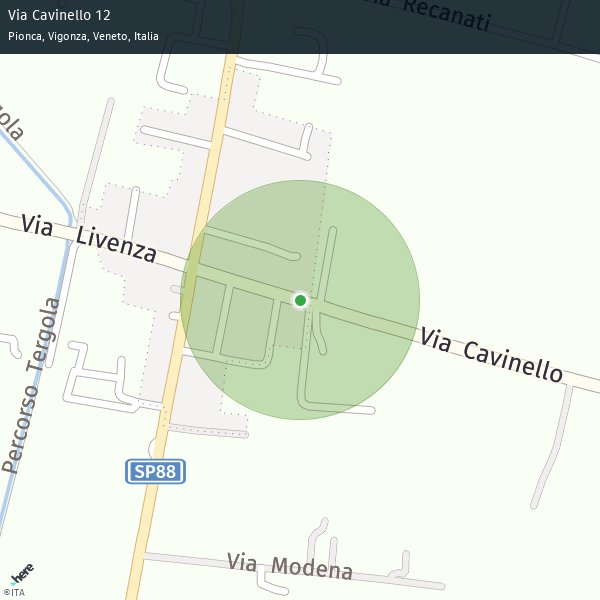 Via Cavinello 12
Pionca, Vigonza, Veneto, Italia
Via Recanati
Via Livenza
Percorso Tergola
Via Cavinello
SP88
Via Modena
here
©ITA